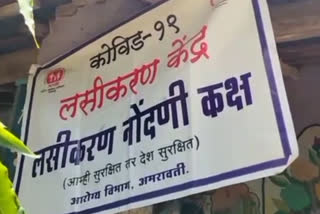 कोविड-१९
लसीकरण केंद्र
लसीकरण नोंदणी कक्ष
(आम्ही सुरक्षित तर देश सुरक्षित)
आरोग्य विभाग, अमरावती.